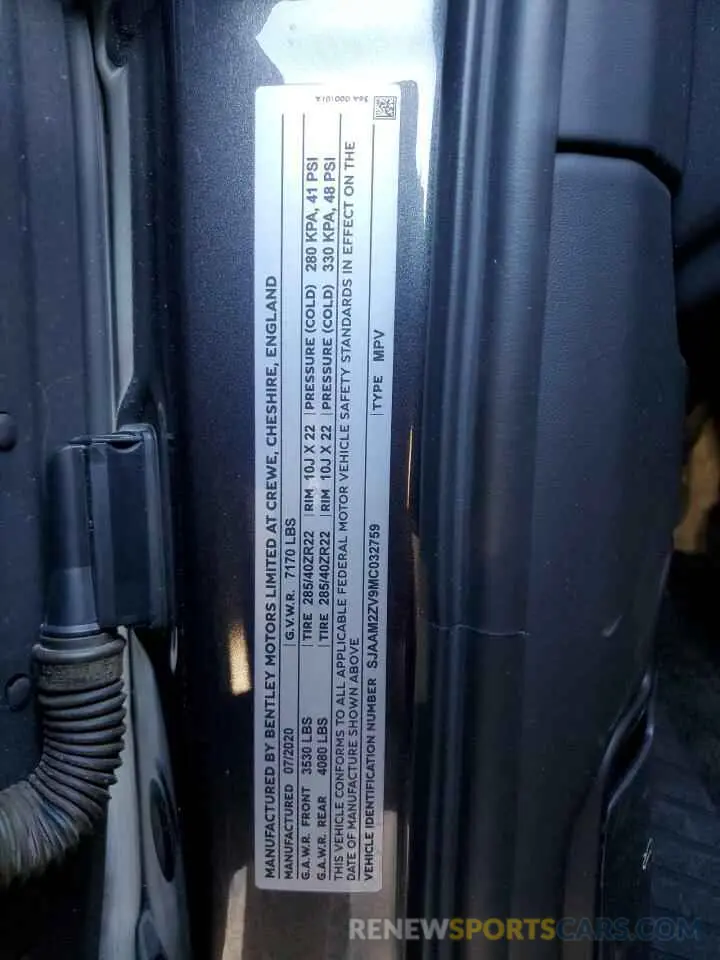 36A 000 101 A
MANUFACTURED BY BENTLEY MOTORS LIMITED AT CREWE, CHESHIRE, ENGLAND
MANUFACTURED 07/2020 G.V.W.R. 7170 LBS
G.A.W.R. FRONT 3530 LBS TIRE 285/40ZR22 RIM 10J X 22 PRESSURE (COLD) 280 KPA, 41 PSI
G.A.W.R. REAR 4080 LBS TIRE 285/40ZR22 RIM 10J X 22 PRESSURE (COLD) 330 KPA, 48 PSI
THIS VEHICLE CONFORMS TO ALL APPLICABLE FEDERAL MOTOR VEHICLE SAFETY STANDARDS IN EFFECT ON THE
DATE OF MANUFACTURE SHOWN ABOVE
VEHICLE IDENTIFICATION NUMBER SJAAM2ZV9MC032759 TYPE MPV
RENEWSPORTSCARS.COM